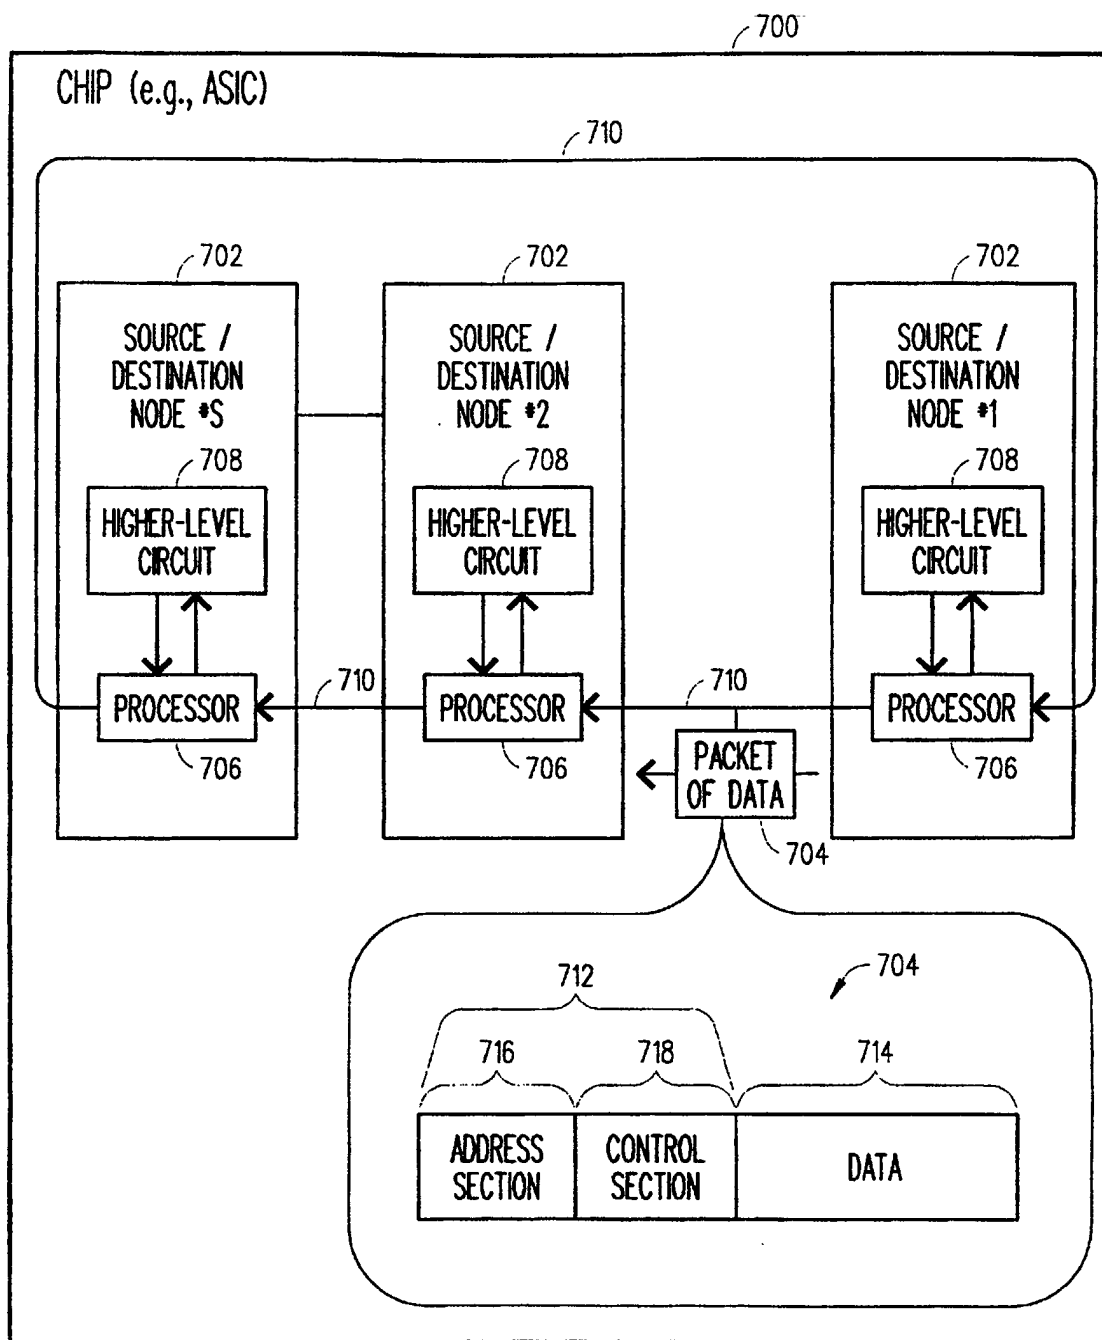 700
CHIP (e.g., ASIC)
710
702
702
702
SOURCE /
DESTINATION
NODE #S
SOURCE /
DESTINATION
NODE #2
SOURCE /
DESTINATION
NODE #1
708
708
708
HIGHER-LEVEL
CIRCUIT
HIGHER-LEVEL
CIRCUIT
HIGHER-LEVEL
CIRCUIT
710
710
PROCESSOR
PROCESSOR
PROCESSOR
706
706
706
PACKET
OF DATA
704
704
712
716
718
714
ADDRESS
SECTION
CONTROL
SECTION
DATA